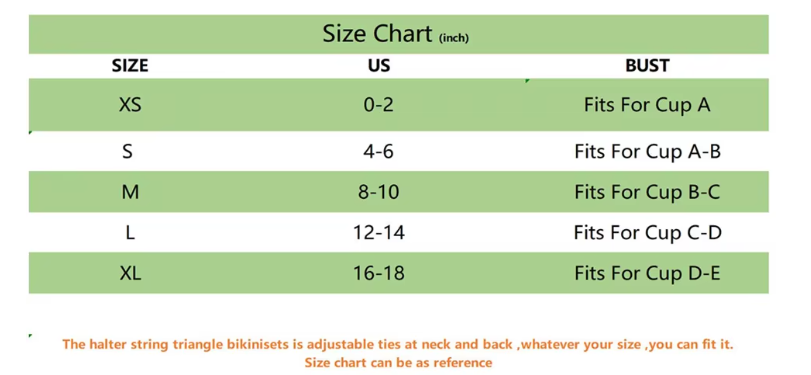 Size Chart (inch)
SIZE US BUST
XS 0-2 Fits For Cup A
S 4-6 Fits For Cup A-B
M 8-10 Fits For Cup B-C
L 12-14 Fits For Cup C-D
XL 16-18 Fits For Cup D-E
The halter string triangle bikinisets is adjustable ties at neck and back ,whatever your size ,you can fit it.
Size chart can be as reference